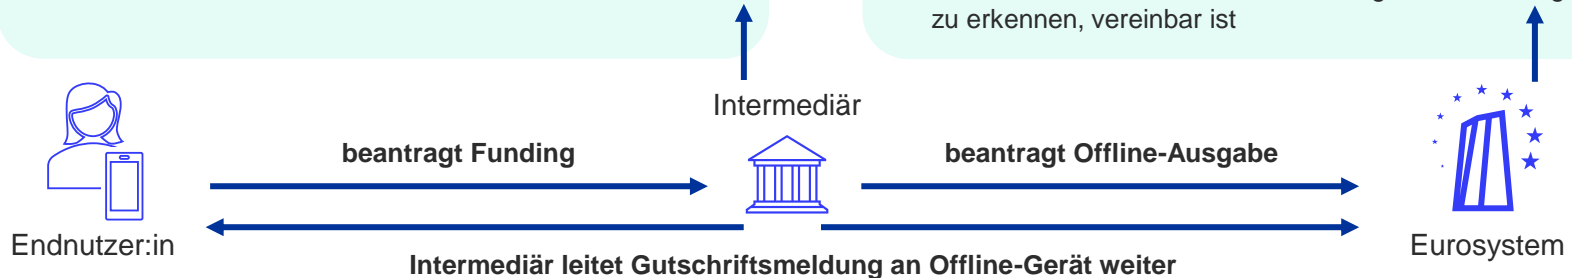 zu erkennen, vereinbar ist
Intermediär
beantragt Funding
beantragt Offline-Ausgabe
Endnutzer:in
Eurosystem
Intermediär leitet Gutschriftsmeldung an Offline-Gerät weiter